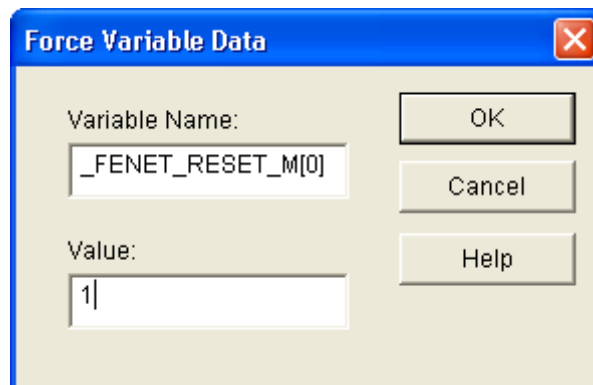 Force Variable Data
Variable Name:
_FENET_RESET_M[0]
Value:
1
OK
Cancel
Help